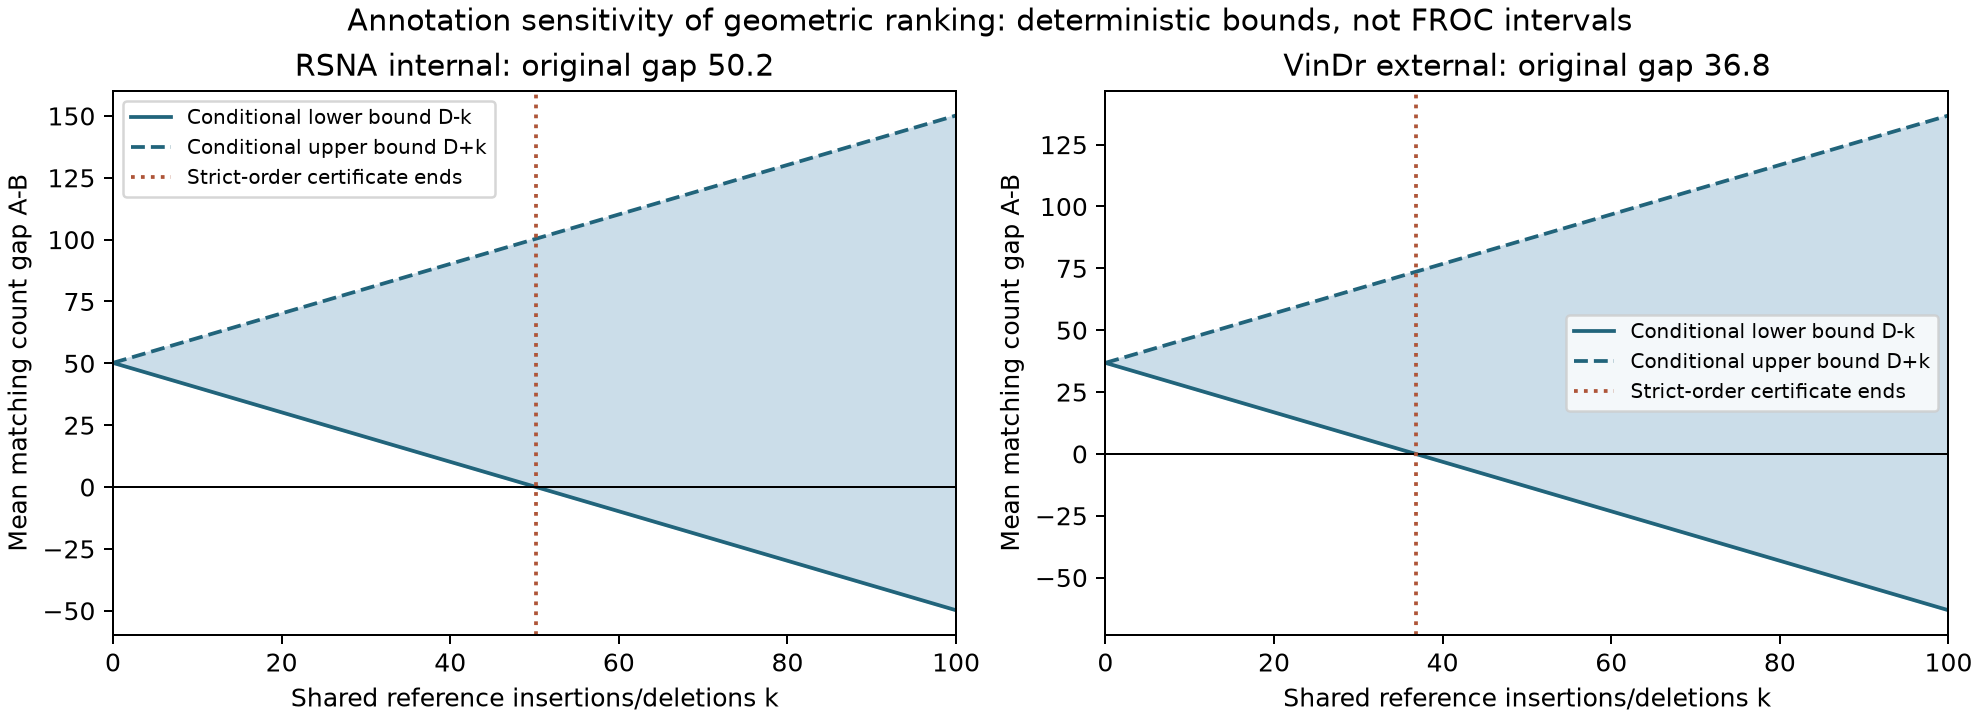 Annotation sensitivity of geometric ranking: deterministic bounds, not FROC intervals
RSNA internal: original gap 50.2
Mean matching count gap A-B
150
125
100
75
50
25
0
−25
−50
Conditional lower bound D-k
Conditional upper bound D+k
Strict-order certificate ends
0 20 40 60 80 100
Shared reference insertions/deletions k
VinDr external: original gap 36.8
Mean matching count gap A-B
125
100
75
50
25
0
−25
−50
Conditional lower bound D-k
Conditional upper bound D+k
Strict-order certificate ends
0 20 40 60 80 100
Shared reference insertions/deletions k